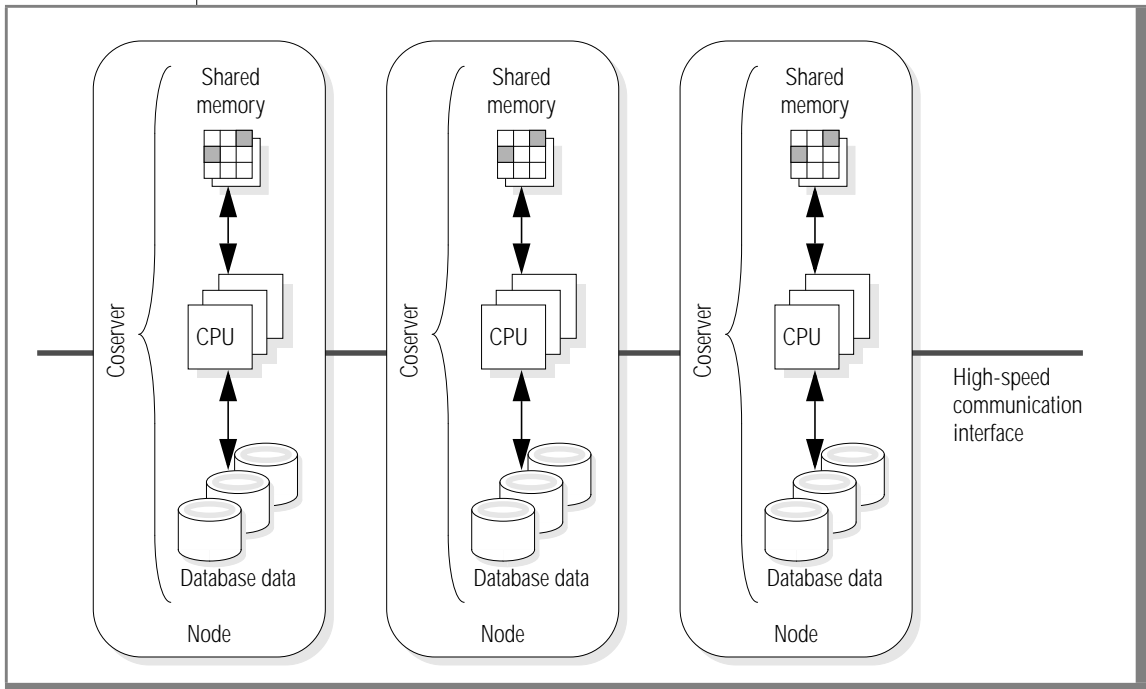 Shared
memory
Coserver
CPU
Database data
Node
Shared
memory
Coserver
CPU
Database data
Node
Shared
memory
Coserver
CPU
Database data
Node
High-speed
communication
interface